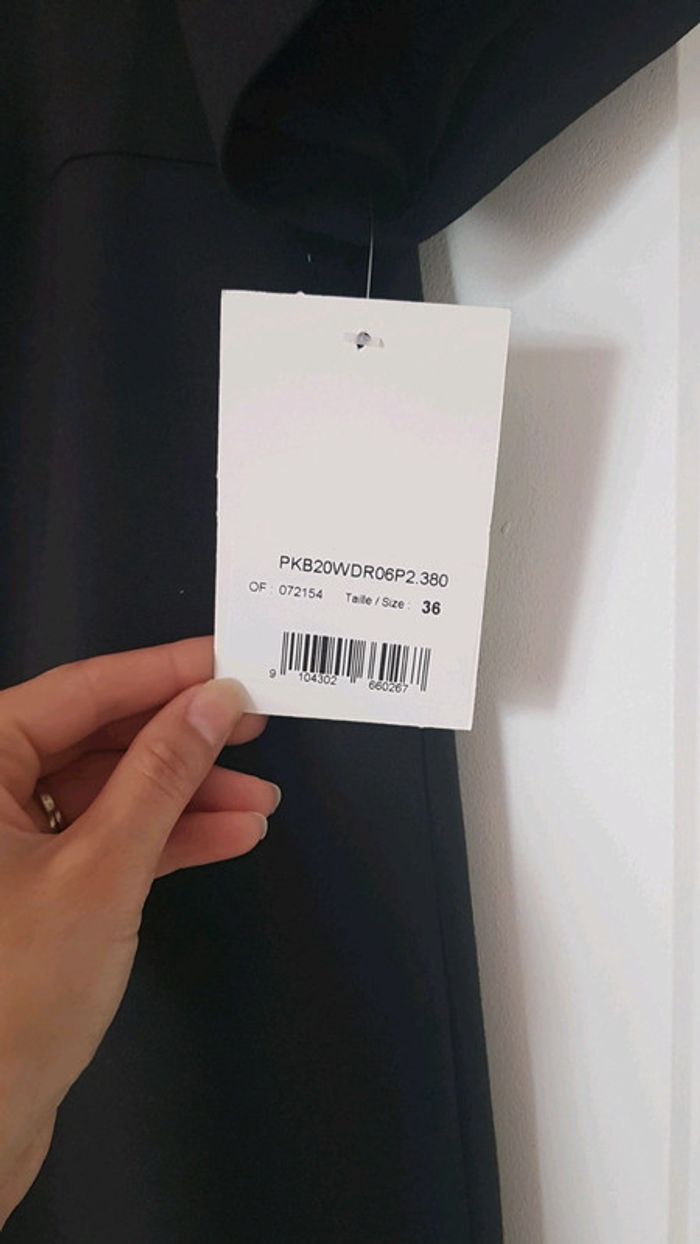 PKB20WDR06P2.380
OF : 072154 Taille / Size : 36
9 104302 660267